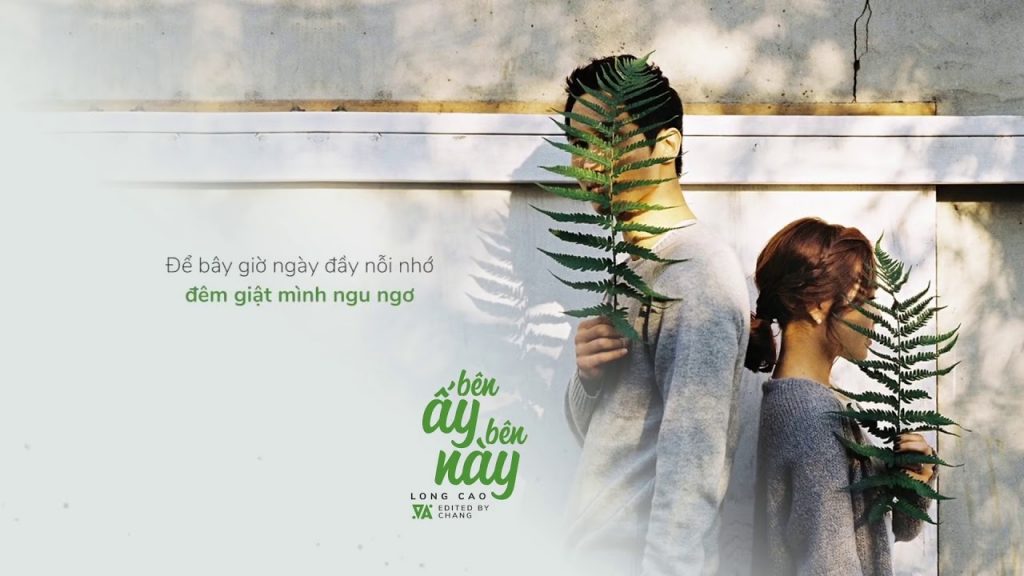 Để bây giờ ngày đầy nỗi nhớ
đêm giật mình ngu ngơ
bên
ấy bên
này
LONG CAO
EDITED BY
CHANG